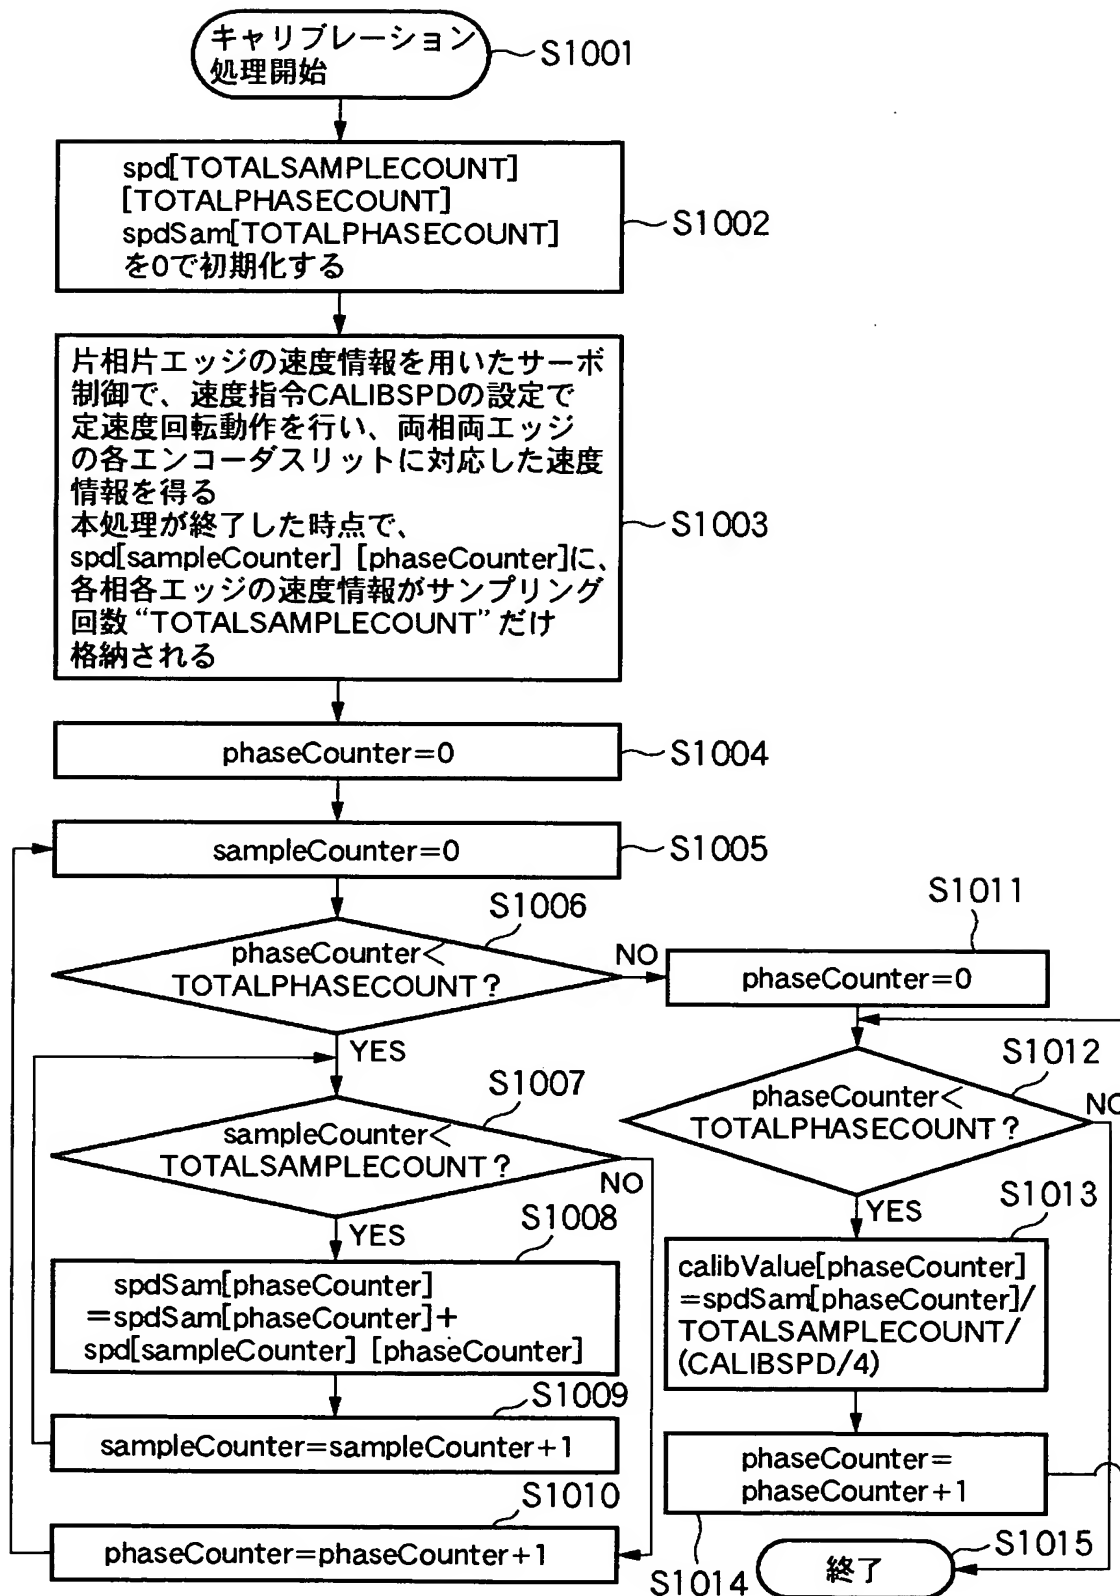 キャリブレーション
処理開始
S1001
spd[TOTALSAMPLECOUNT]
[TOTALPHASECOUNT]
spdSam[TOTALPHASECOUNT]
を0で初期化する
S1002
片相片エッジの速度情報を用いたサーボ
制御で、速度指令CALIBSPDの設定で
定速度回転動作を行い、両相両エッジ
の各エンコーダスリットに対応した速度
情報を得る
本処理が終了した時点で、
spd[sampleCounter] [phaseCounter]に、
各相各エッジの速度情報がサンプリング
回数“TOTALSAMPLECOUNT”だけ
格納される
S1003
phaseCounter=0
S1004
sampleCounter=0
S1005
S1006
phaseCounter<
TOTALPHASECOUNT?
NO
YES
S1007
sampleCounter<
TOTALSAMPLECOUNT?
NO
YES
S1008
spdSam[phaseCounter]
=spdSam[phaseCounter]+
spd[sampleCounter] [phaseCounter]
S1009
sampleCounter=sampleCounter+1
S1010
phaseCounter=phaseCounter+1
S1011
phaseCounter=0
S1012
phaseCounter<
TOTALPHASECOUNT?
NO
YES
S1013
calibValue[phaseCounter]
=spdSam[phaseCounter]/
TOTALSAMPLECOUNT/
(CALIBSPD/4)
phaseCounter=
phaseCounter+1
S1014
終了
S1015